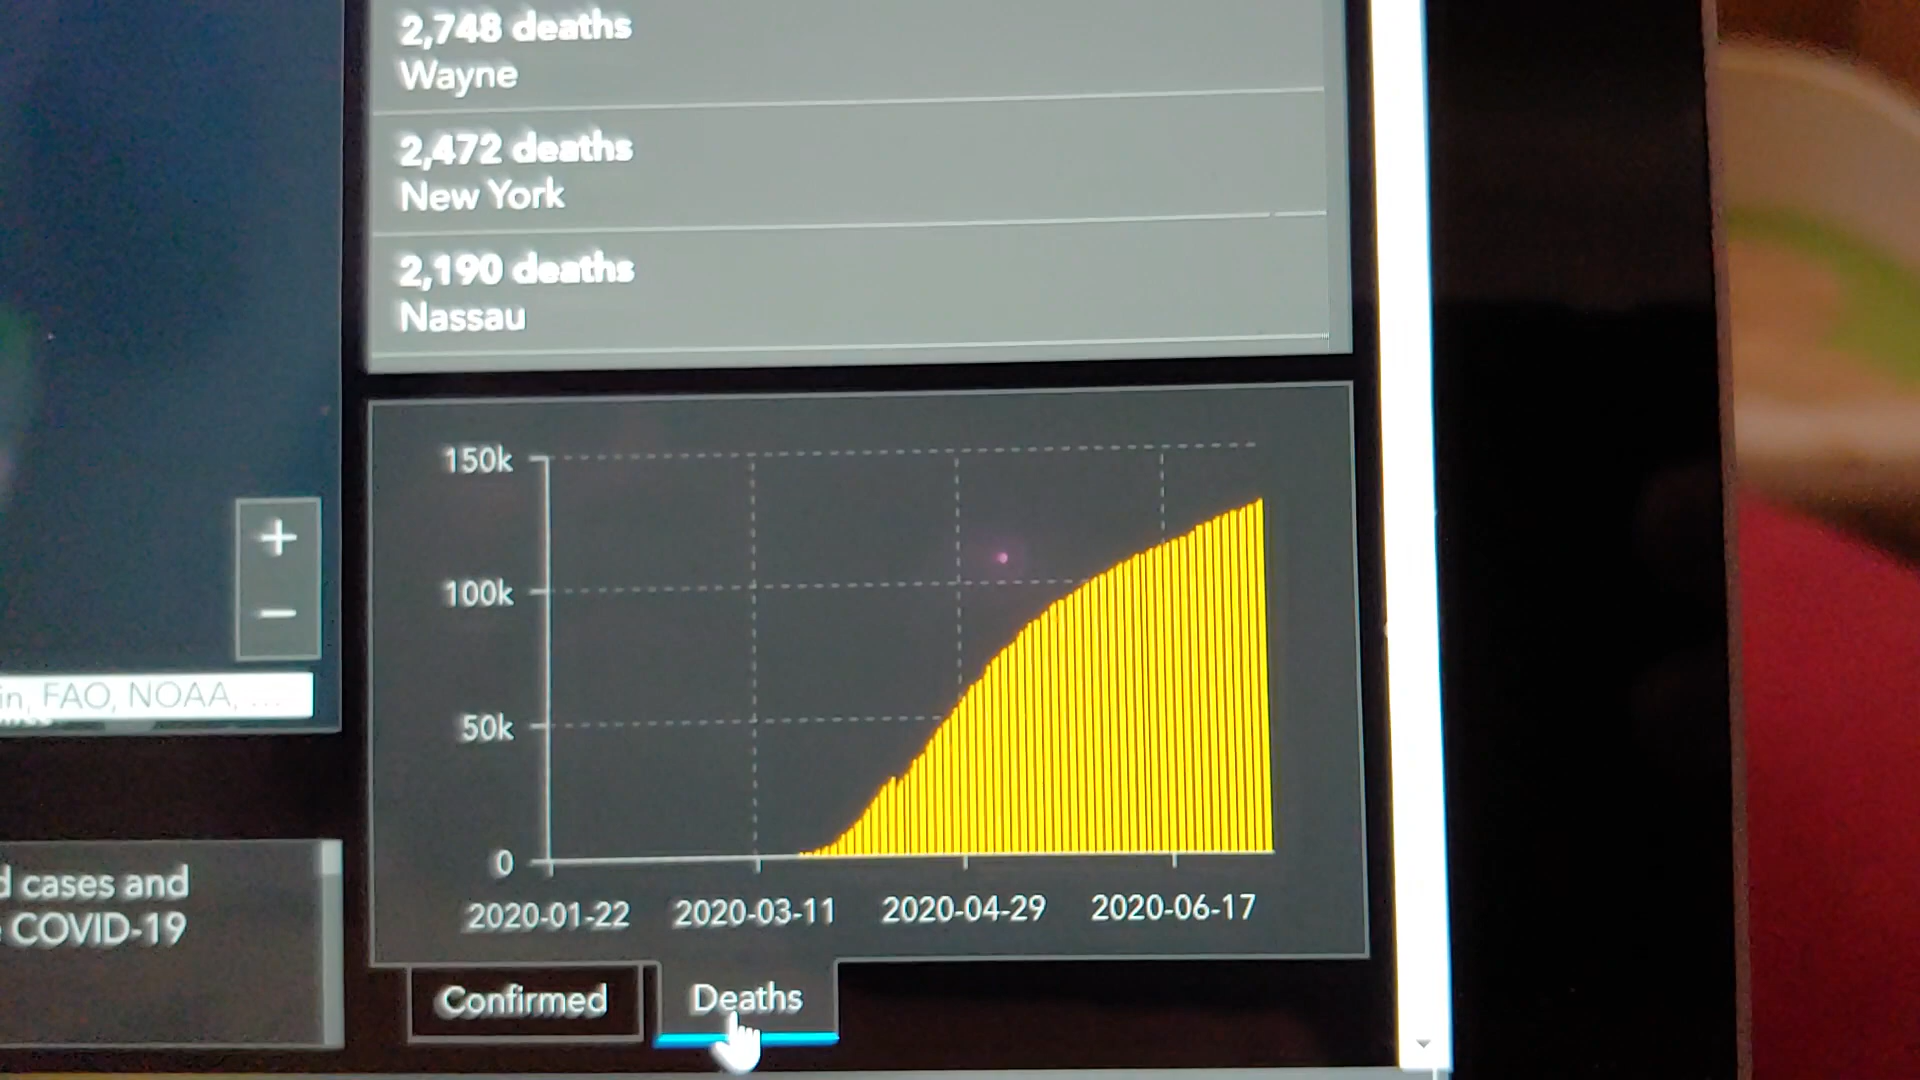 2,748 deaths
Wayne
2,472 deaths
New York
2,190 deaths
Nassau
+
−
in, FAO, NOAA, ...
150k
100k
50k
0
2020-01-22
2020-03-11
2020-04-29
2020-06-17
d cases and
COVID-19
Confirmed
Deaths